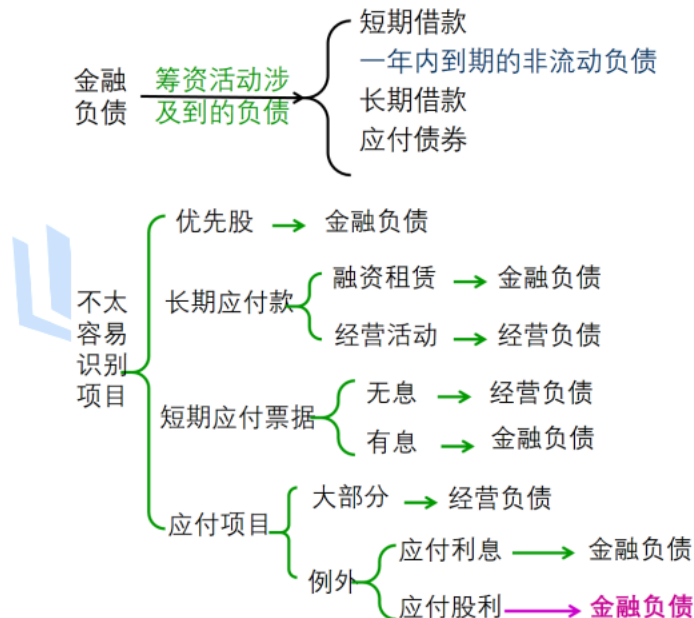 短期借款
一年内到期的非流动负债
长期借款
应付债券
金融
负债
筹资活动涉
及到的负债
不太
容易
识别
项目
优先股
金融负债
长期应付款
融资租赁
金融负债
经营活动
经营负债
短期应付票据
无息
经营负债
有息
金融负债
应付项目
大部分
经营负债
例外
应付利息
金融负债
应付股利
金融负债